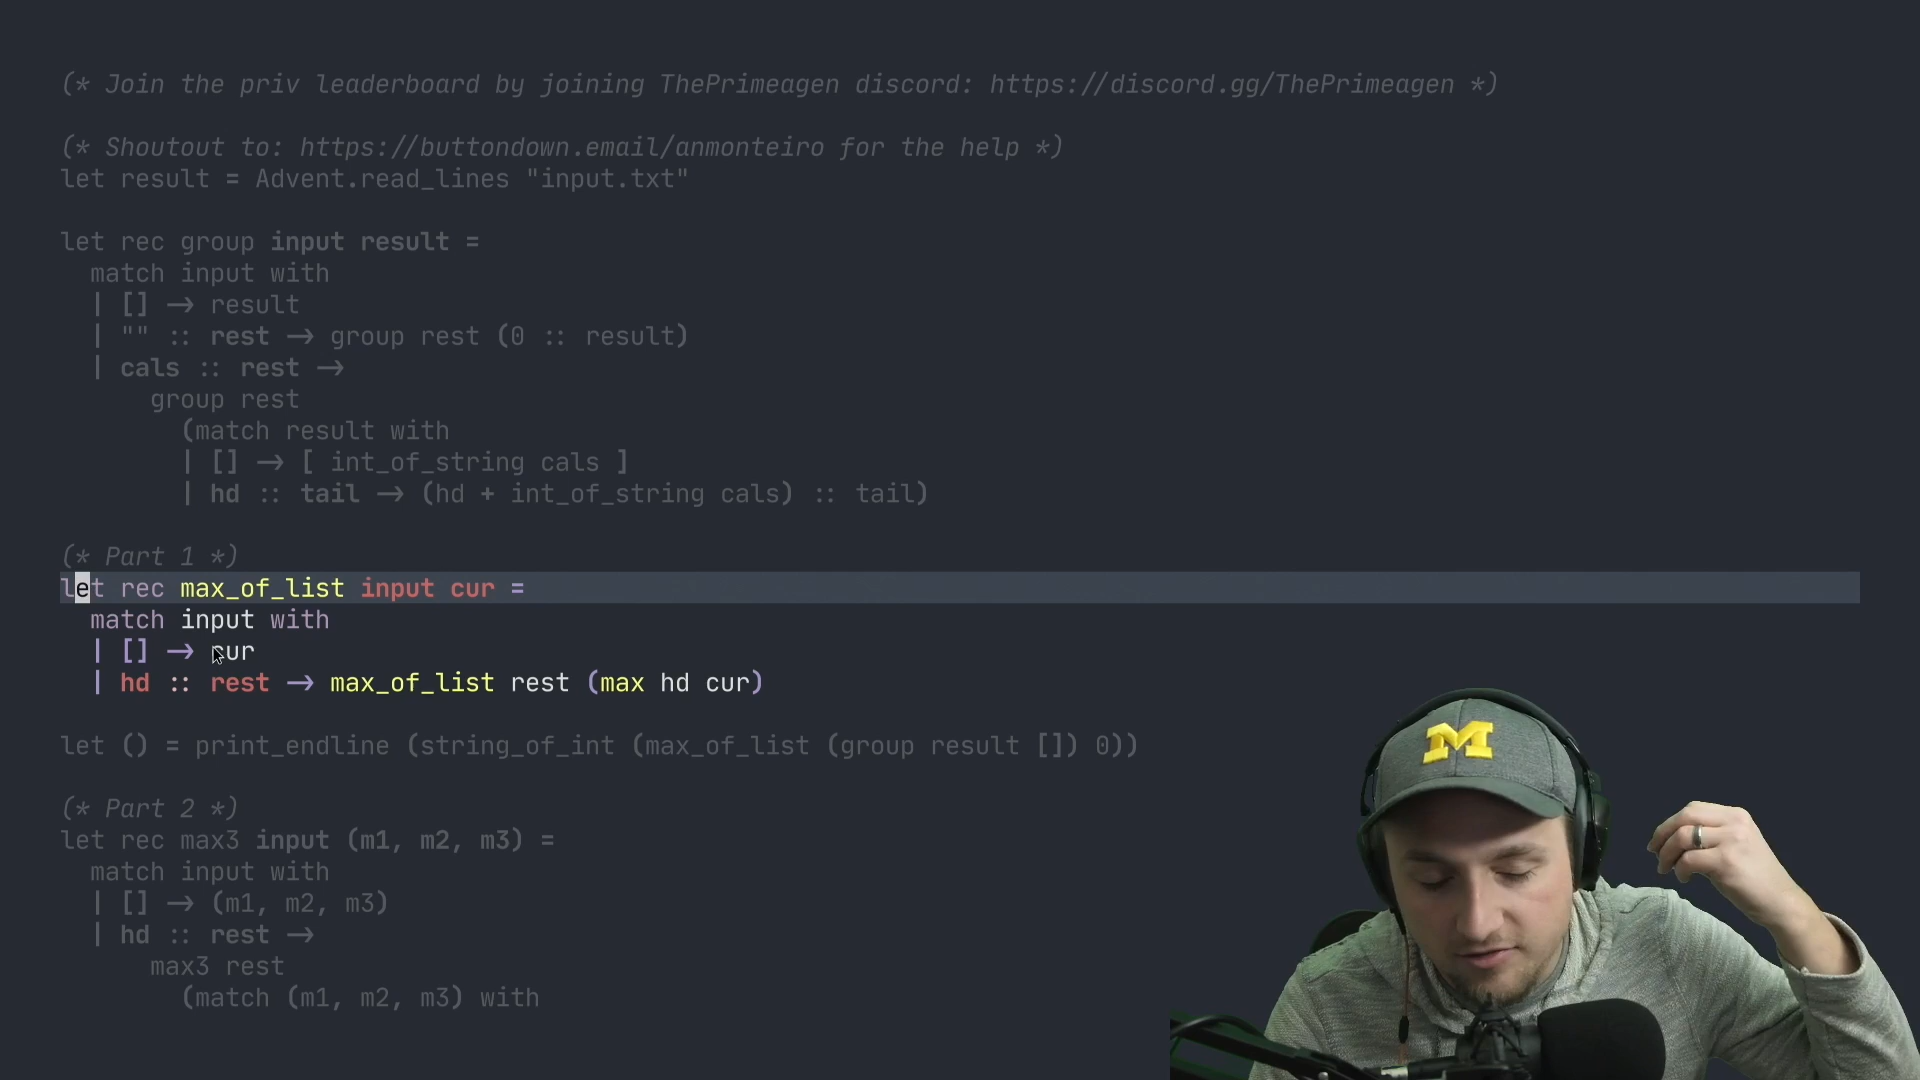 (* Join the priv leaderboard by joining ThePrimeagen discord: https://discord.gg/ThePrimeagen *)
(* Shoutout to: https://buttondown.email/anmonteiro for the help *)
let result = Advent.read_lines "input.txt"
let rec group input result =
match input with
| [] -> result
| "" :: rest -> group rest (0 :: result)
| cals :: rest ->
group rest
(match result with
| [] -> [ int_of_string cals ]
| hd :: tail -> (hd + int_of_string cals) :: tail)
(* Part 1 *)
let rec max_of_list input cur =
match input with
| [] -> cur
| hd :: rest -> max_of_list rest (max hd cur)
let () = print_endline (string_of_int (max_of_list (group result []) 0))
(* Part 2 *)
let rec max3 input (m1, m2, m3) =
match input with
| [] -> (m1, m2, m3)
| hd :: rest ->
max3 rest
(match (m1, m2, m3) with
M